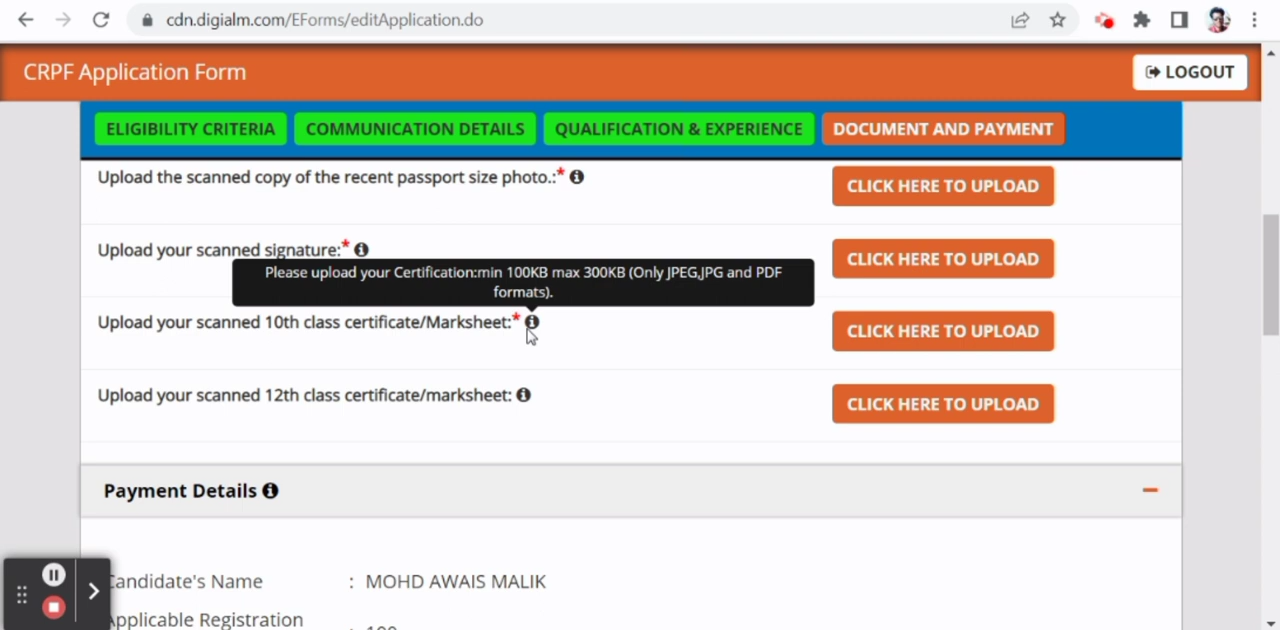 cdn.digialm.com/EForms/editApplication.do
CRPF Application Form
LOGOUT
ELIGIBILITY CRITERIA
COMMUNICATION DETAILS
QUALIFICATION & EXPERIENCE
DOCUMENT AND PAYMENT
Upload the scanned copy of the recent passport size photo.:*
CLICK HERE TO UPLOAD
Upload your scanned signature:*
CLICK HERE TO UPLOAD
Please upload your Certification:min 100KB max 300KB (Only JPEG,JPG and PDF
formats).
Upload your scanned 10th class certificate/Marksheet:*
CLICK HERE TO UPLOAD
Upload your scanned 12th class certificate/marksheet:
CLICK HERE TO UPLOAD
Payment Details
Candidate's Name : MOHD AWAIS MALIK
Applicable Registration
: 100